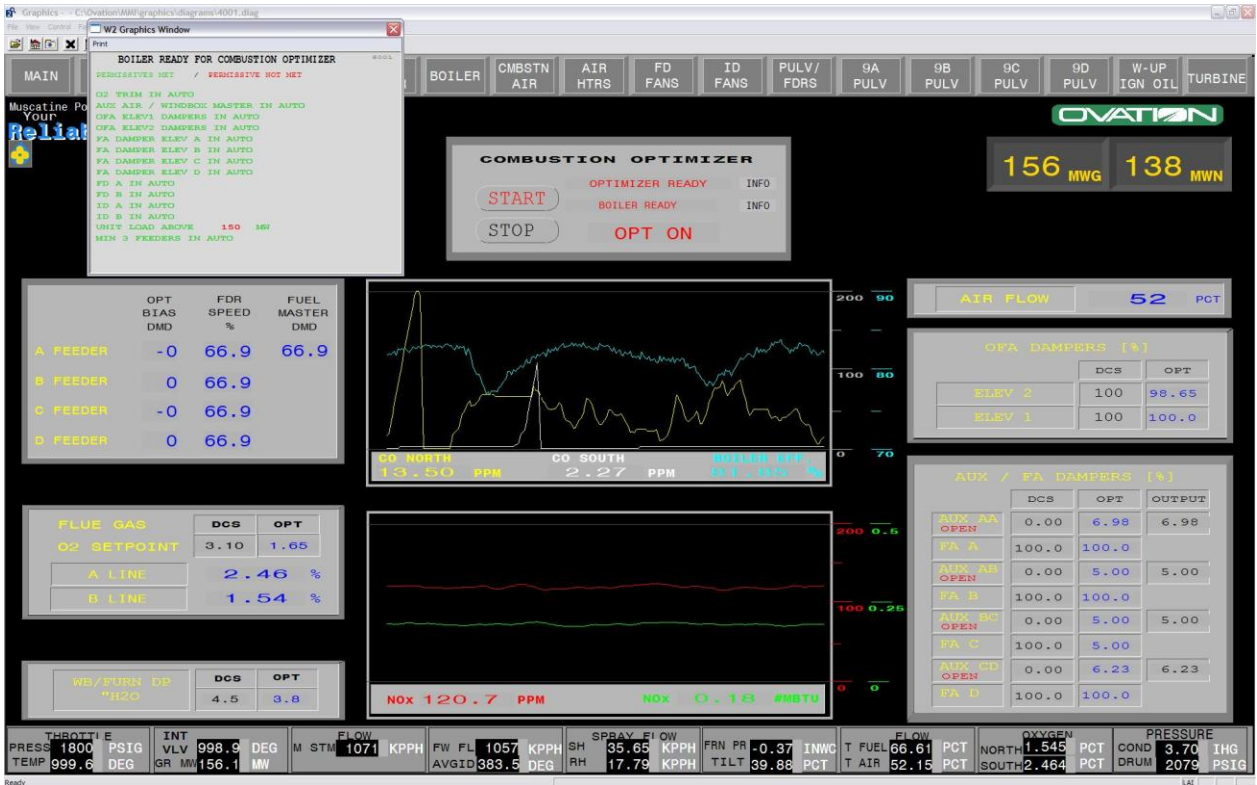 Graphics - - C:\Ovation\MMI\graphics\diagrams\4001.diag
File View Control
W2 Graphics Window
Print
BOILER READY FOR COMBUSTION OPTIMIZER
PERMISSIVES MET / PERMISSIVE NOT MET
O2 TRIM IN AUTO
AUX AIR / WINDBOX MASTER IN AUTO
OFA ELEV1 DAMPERS IN AUTO
OFA ELEV2 DAMPERS IN AUTO
FA DAMPER ELEV A IN AUTO
FA DAMPER ELEV B IN AUTO
FA DAMPER ELEV C IN AUTO
FA DAMPER ELEV D IN AUTO
FD A IN AUTO
FD B IN AUTO
ID A IN AUTO
ID B IN AUTO
UNIT LOAD ABOVE 150 MW
MIN 3 FEEDERS IN AUTO
MAIN
BOILER
CMBSTN AIR
AIR HTRS
FD FANS
ID FANS
PULV/ FDRS
9A PULV
9B PULV
9C PULV
9D PULV
W-UP IGN OIL
TURBINE
Muscatine Po
Your
Reliab
OVATION
COMBUSTION OPTIMIZER
START
OPTIMIZER READY INFO
BOILER READY INFO
STOP
OPT ON
156 MWG
138 MWN
OPT BIAS DMD
FDR SPEED %
FUEL MASTER DMD
A FEEDER -0 66.9 66.9
B FEEDER 0 66.9
C FEEDER -0 66.9
D FEEDER 0 66.9
200 90
100 80
0 70
CO NORTH CO SOUTH BOILER EFF.
13.50 PPM 2.27 PPM %
AIR FLOW 52 PCT
OFA DAMPERS [%]
DCS OPT
ELEV 2 100 98.65
ELEV 1 100 100.0
FLUE GAS DCS OPT
O2 SETPOINT 3.10 1.65
A LINE 2.46 %
B LINE 1.54 %
WB/FURN DP DCS OPT
"H2O 4.5 3.8
200 0.5
100 0.25
0 0
NOx 120.7 PPM NOx 0.18 #MBTU
AUX / FA DAMPERS [%]
DCS OPT OUTPUT
AUX AA OPEN 0.00 6.98 6.98
FA A 100.0 100.0
AUX AB OPEN 0.00 5.00 5.00
FA B 100.0 100.0
AUX BC OPEN 0.00 5.00 5.00
FA C 100.0 5.00
AUX CD OPEN 0.00 6.23 6.23
FA D 100.0 100.0
THROTTLE
PRESS 1800 PSIG
TEMP 999.6 DEG
INT
VLV 998.9 DEG
GR MW 156.1 MW
FLOW
M STM 1071 KPPH
FW FL 1057 KPPH
AVGID 383.5 DEG
SPRAY FLOW
SH 35.65 KPPH
RH 17.79 KPPH
FRN PR -0.37 INWC
TILT 39.88 PCT
FLOW
T FUEL 66.61 PCT
T AIR 52.15 PCT
OXYGEN
NORTH 1.545 PCT
SOUTH 2.464 PCT
PRESSURE
COND 3.70 IHG
DRUM 2079 PSIG
Ready